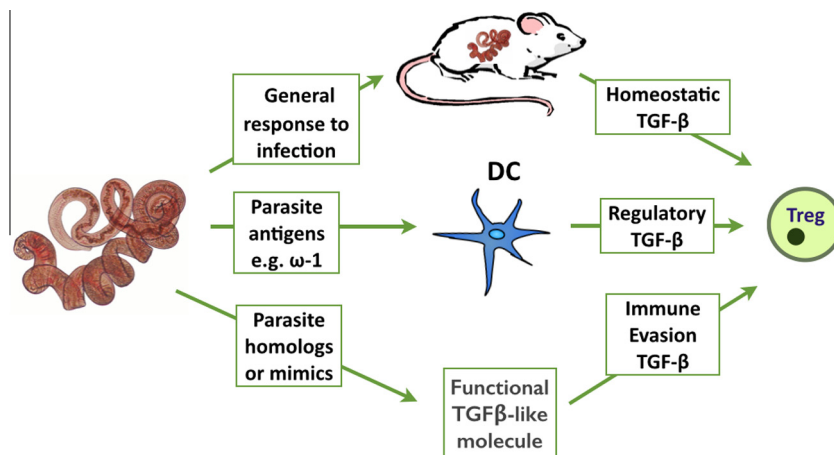 General
response to
infection
Homeostatic
TGF-β
DC
Parasite
antigens
e.g. ω-1
Regulatory
TGF-β
Treg
Parasite
homologs
or mimics
Immune
Evasion
TGF-β
Functional
TGFβ-like
molecule